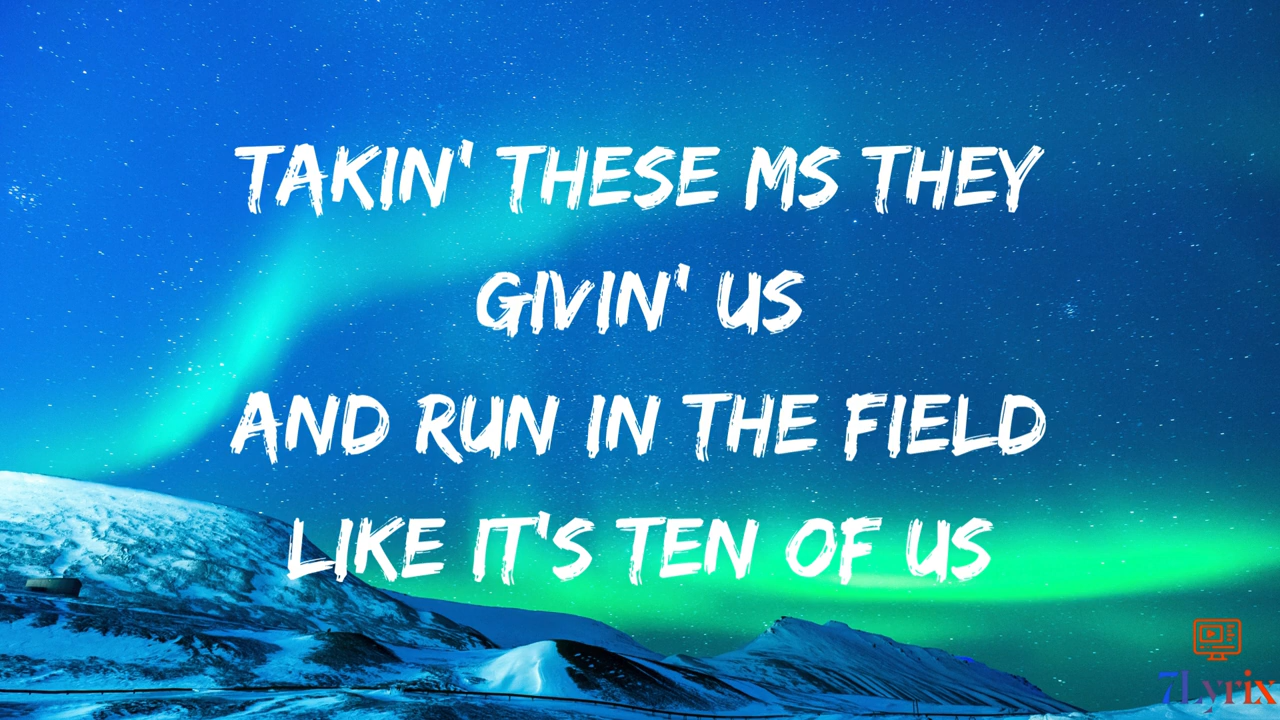 TAKIN' THESE MS THEY
GIVIN' US
AND RUN IN THE FIELD
LIKE IT'S TEN OF US
7Lyrix